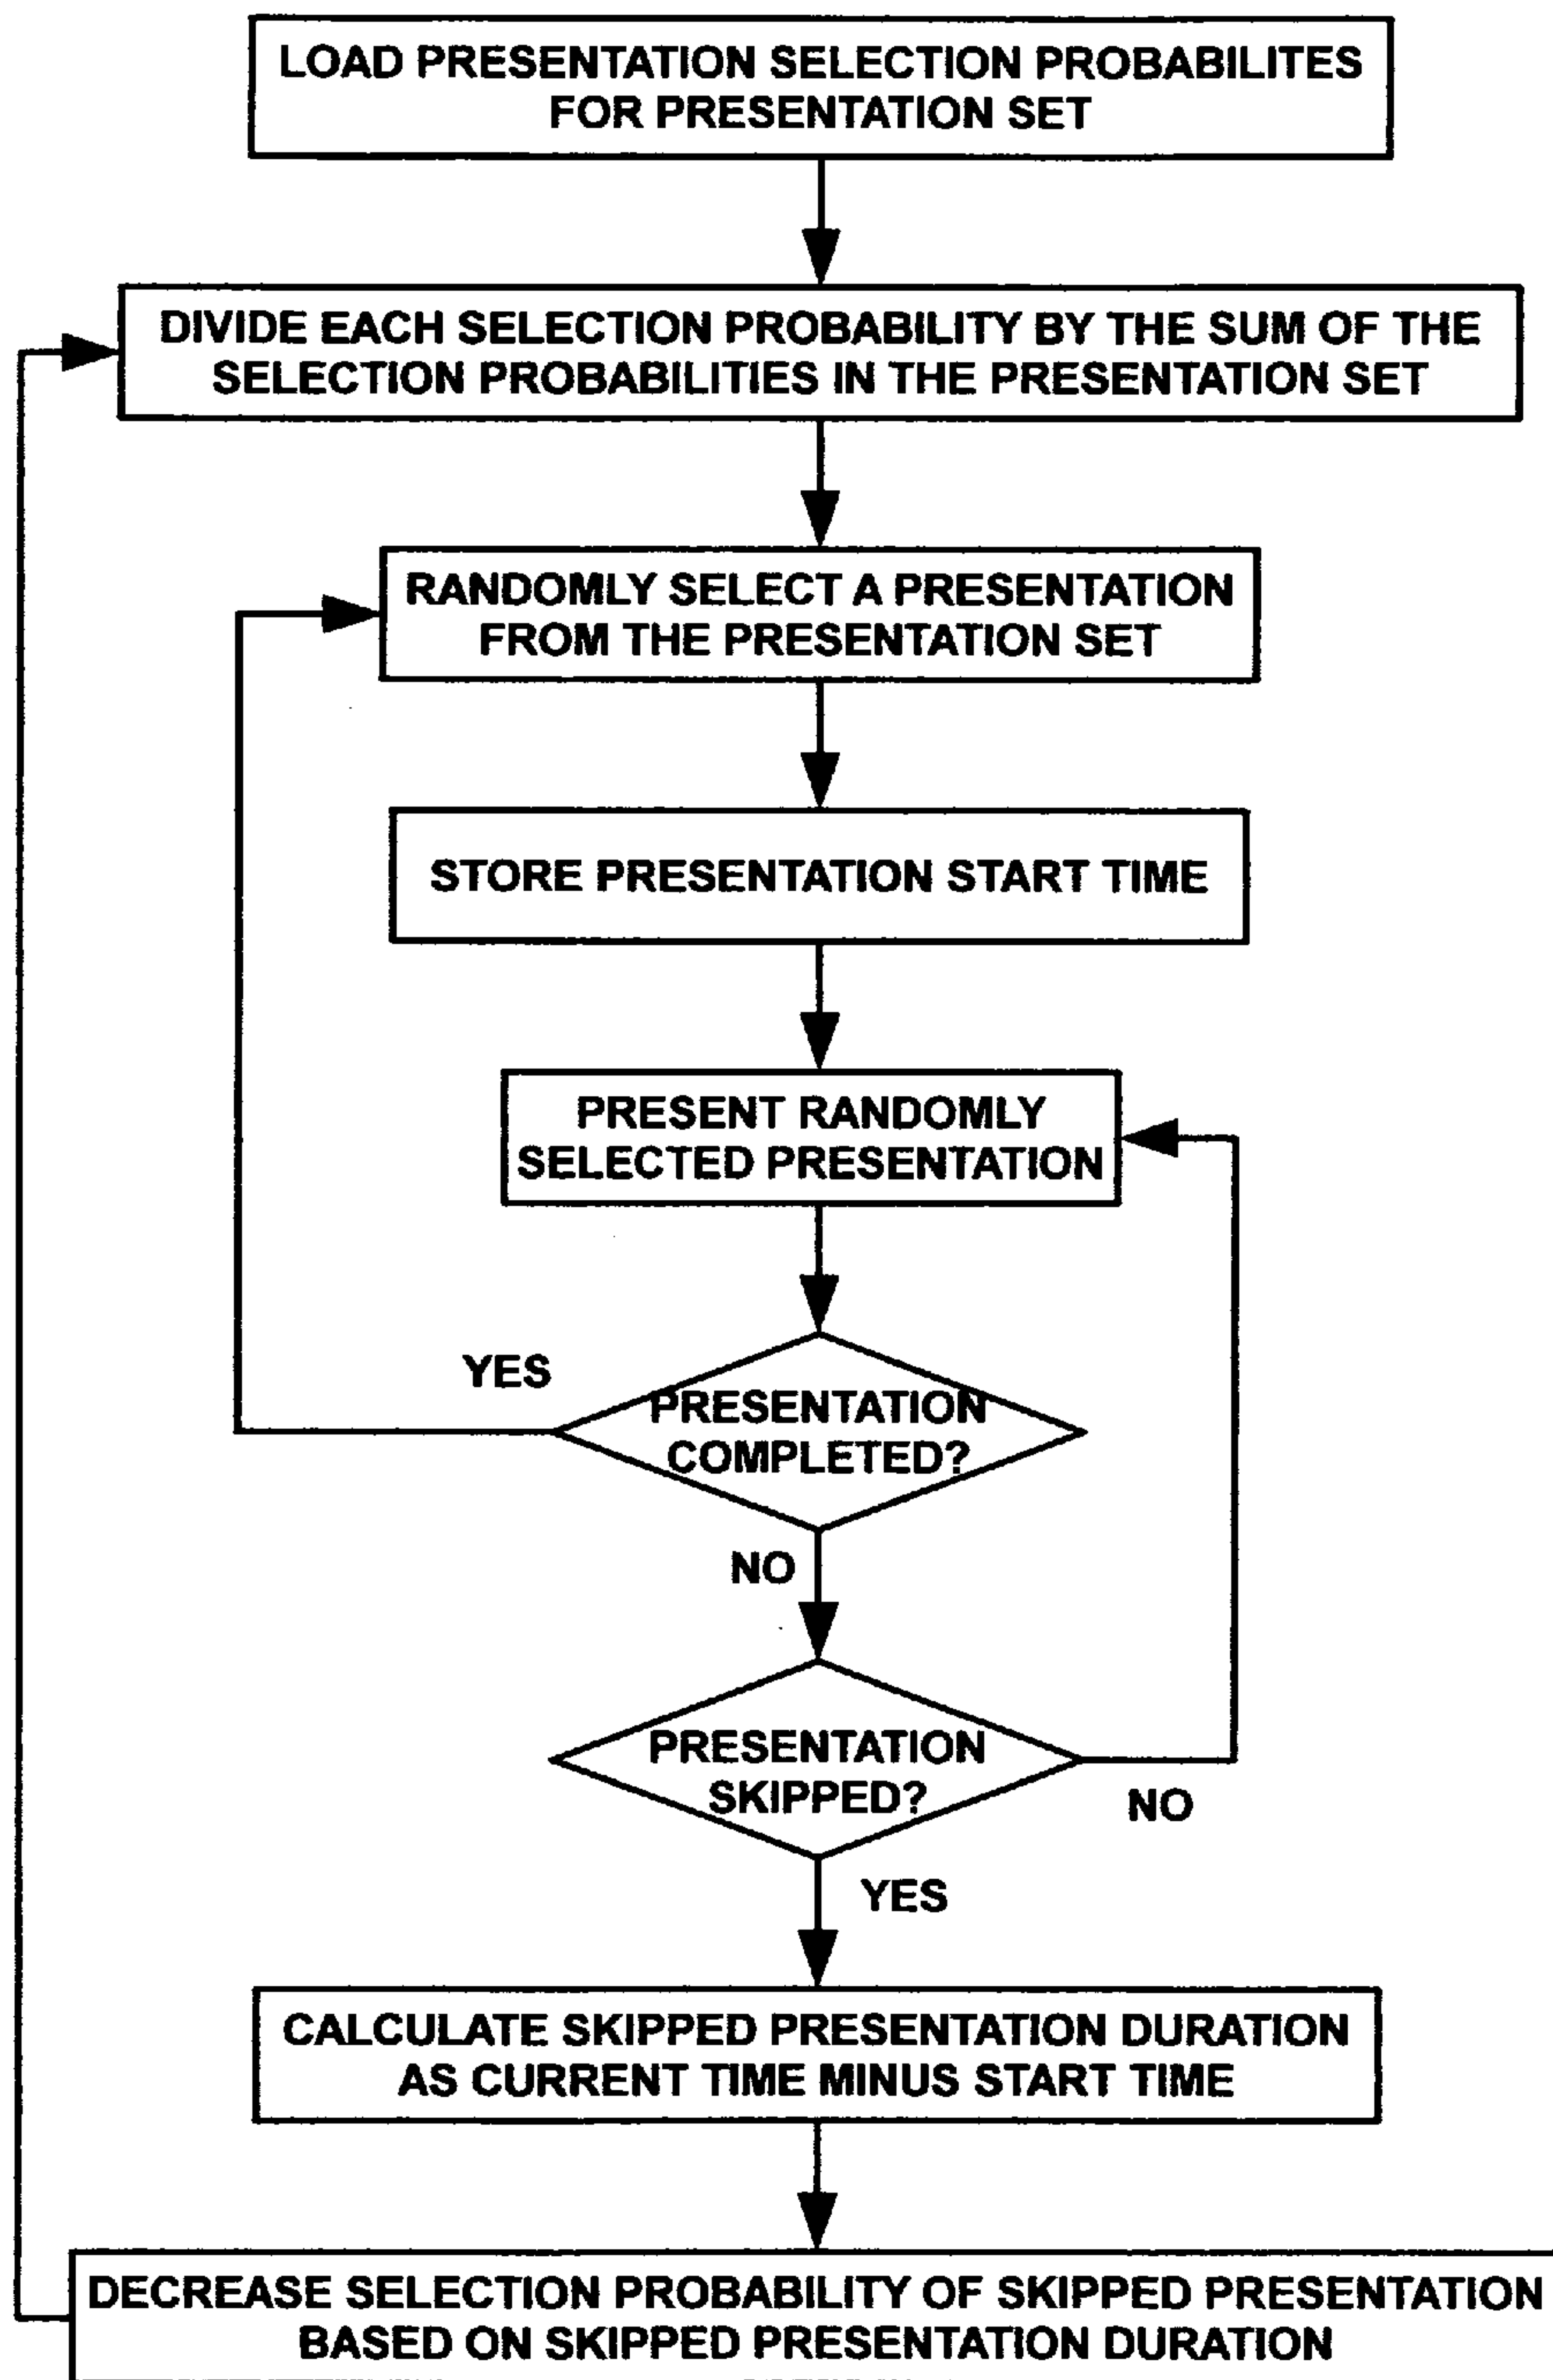 LOAD PRESENTATION SELECTION PROBABILITES
FOR PRESENTATION SET
DIVIDE EACH SELECTION PROBABILITY BY THE SUM OF THE
SELECTION PROBABILITIES IN THE PRESENTATION SET
RANDOMLY SELECT A PRESENTATION
FROM THE PRESENTATION SET
STORE PRESENTATION START TIME
PRESENT RANDOMLY
SELECTED PRESENTATION
YES
PRESENTATION
COMPLETED?
NO
PRESENTATION
SKIPPED?
NO
YES
CALCULATE SKIPPED PRESENTATION DURATION
AS CURRENT TIME MINUS START TIME
DECREASE SELECTION PROBABILITY OF SKIPPED PRESENTATION
BASED ON SKIPPED PRESENTATION DURATION